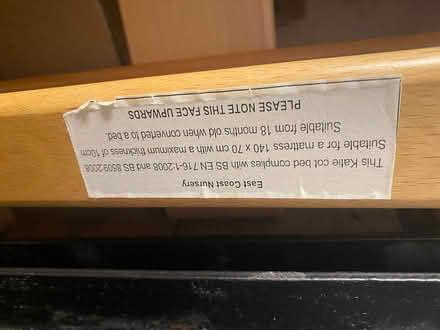 East Coast Nursery
This Katie cot bed complies with BS EN 716-1:2008 and BS 8509:2008
Suitable for a mattress 140 x 70 cm with a maximum thickness of 10cm
Suitable from 18 months old when converted to a bed.
PLEASE NOTE THIS FACE UPWARDS